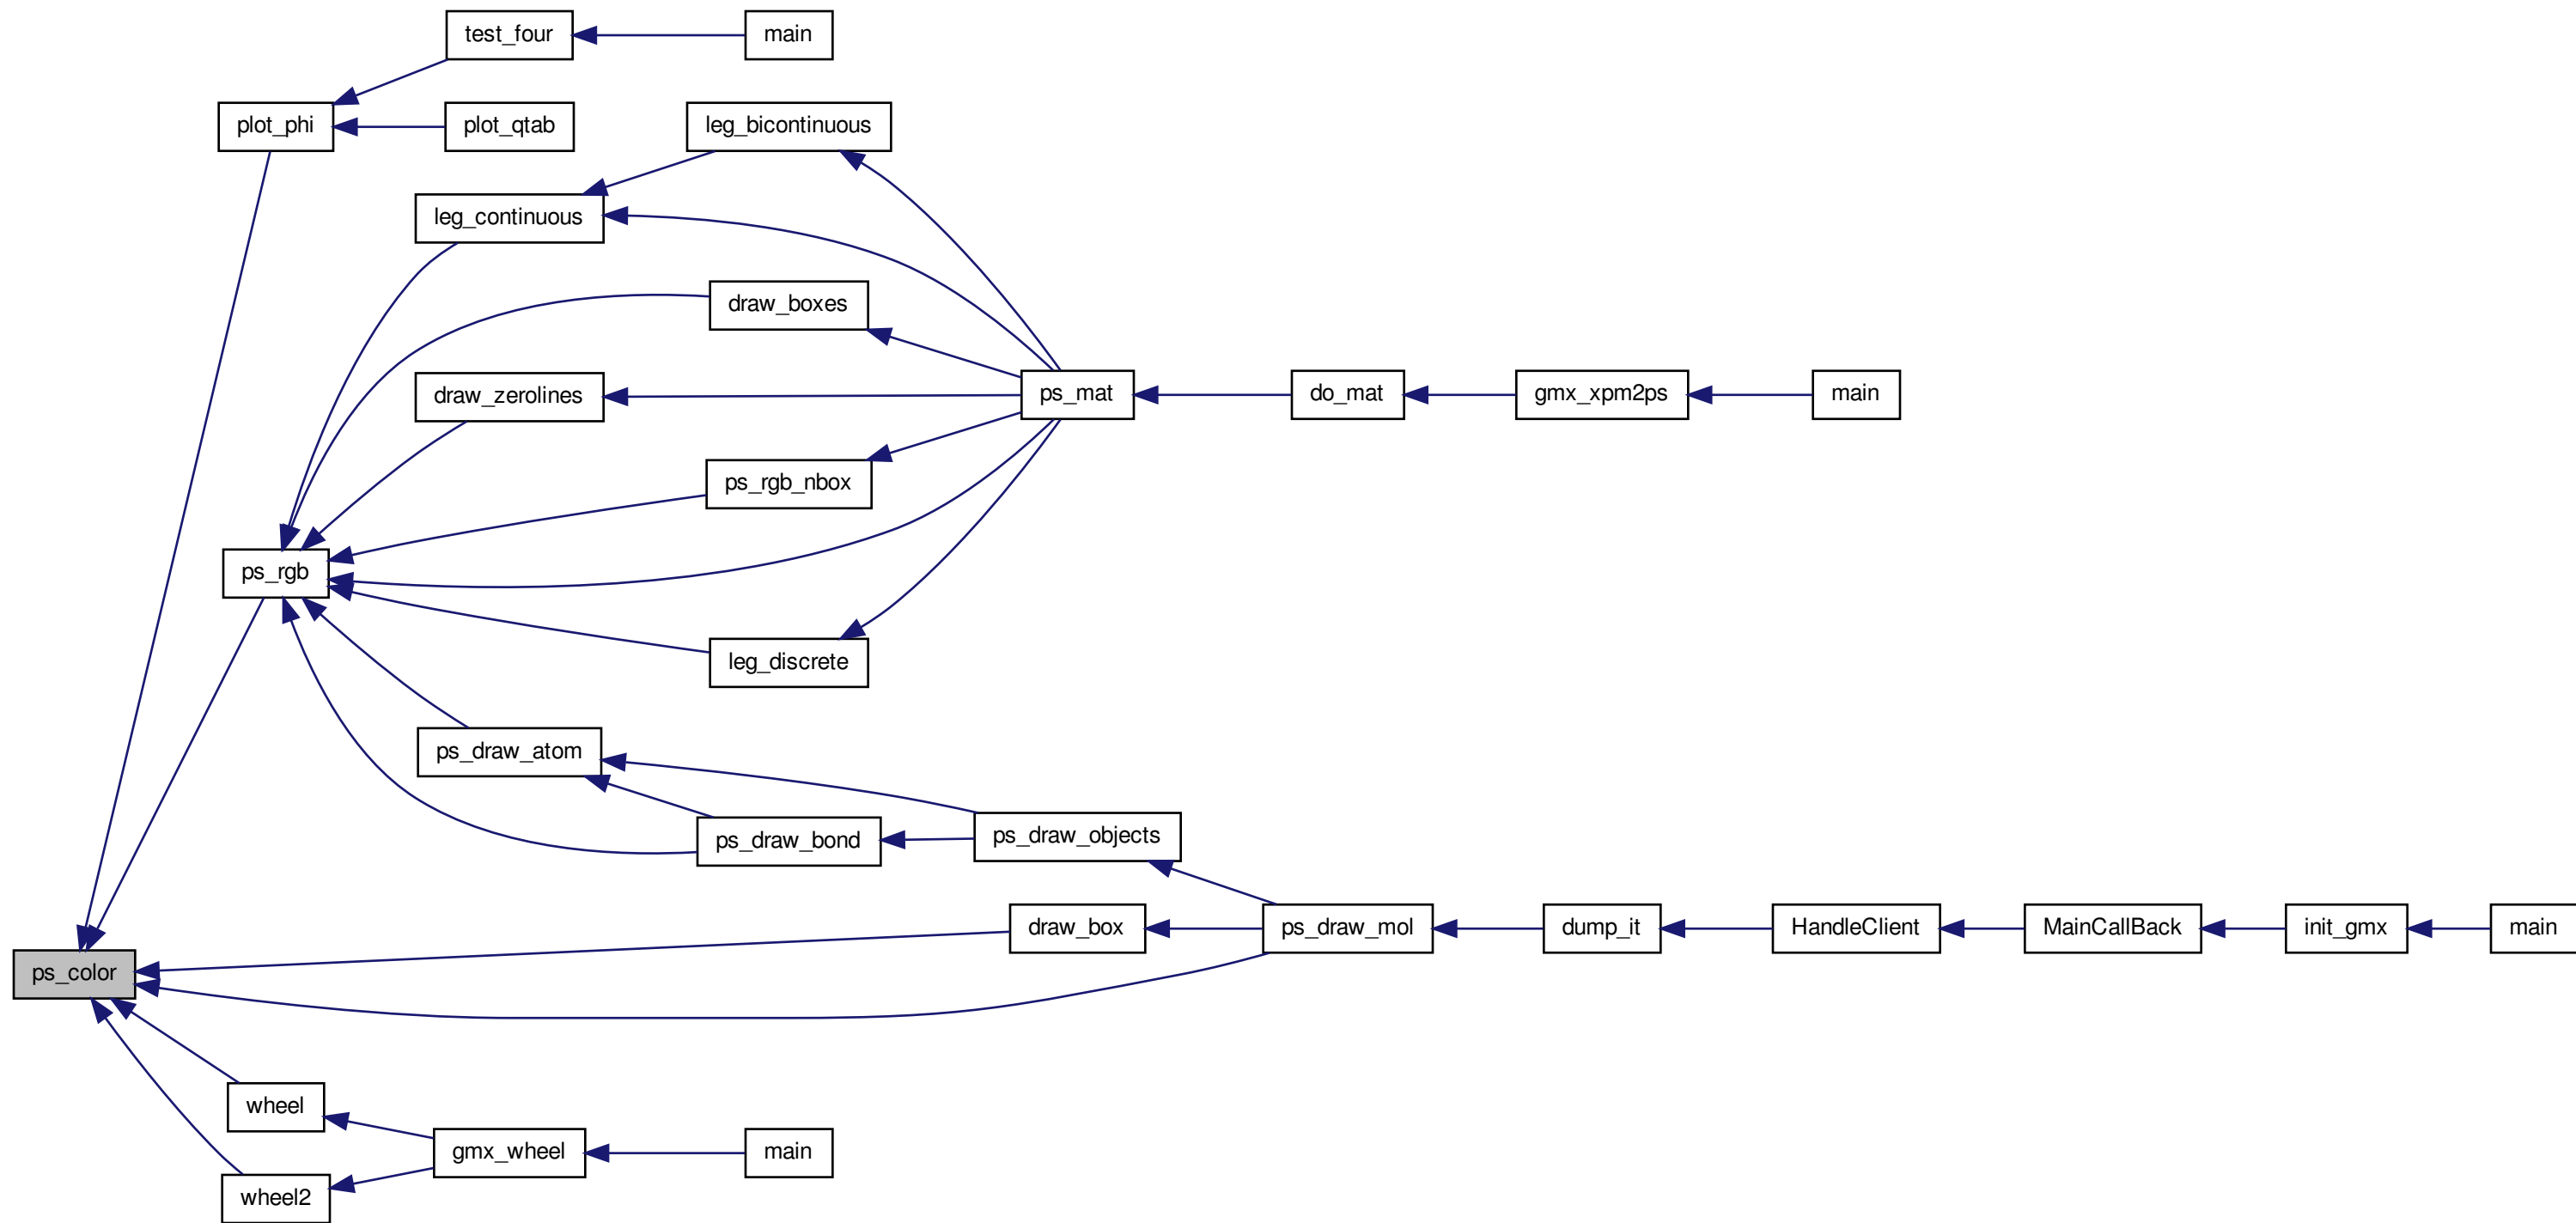 test_four
main
plot_phi
plot_qtab
leg_bicontinuous
leg_continuous
draw_boxes
draw_zerolines
ps_mat
do_mat
gmx_xpm2ps
main
ps_rgb_nbox
ps_rgb
leg_discrete
ps_draw_atom
ps_draw_bond
ps_draw_objects
draw_box
ps_draw_mol
dump_it
HandleClient
MainCallBack
init_gmx
main
ps_color
wheel
gmx_wheel
main
wheel2